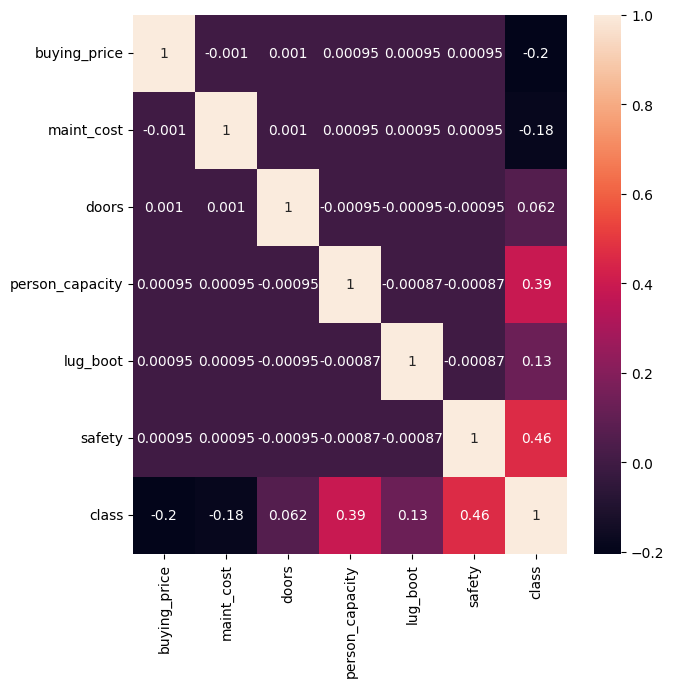 buying_price 1 -0.001 0.001 0.00095 0.00095 0.00095 -0.2
maint_cost -0.001 1 0.001 0.00095 0.00095 0.00095 -0.18
doors 0.001 0.001 1 -0.00095 -0.00095 -0.00095 0.062
person_capacity 0.00095 0.00095 -0.00095 1 -0.00087 -0.00087 0.39
lug_boot 0.00095 0.00095 -0.00095 -0.00087 1 -0.00087 0.13
safety 0.00095 0.00095 -0.00095 -0.00087 -0.00087 1 0.46
class -0.2 -0.18 0.062 0.39 0.13 0.46 1
buying_price
maint_cost
doors
person_capacity
lug_boot
safety
class
1.0
0.8
0.6
0.4
0.2
0.0
−0.2